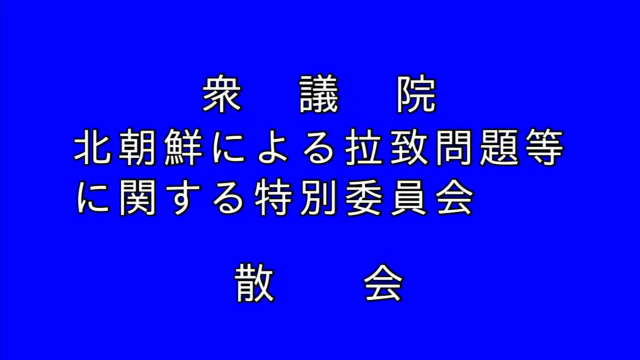 衆議院
北朝鮮による拉致問題等
に関する特別委員会
散会